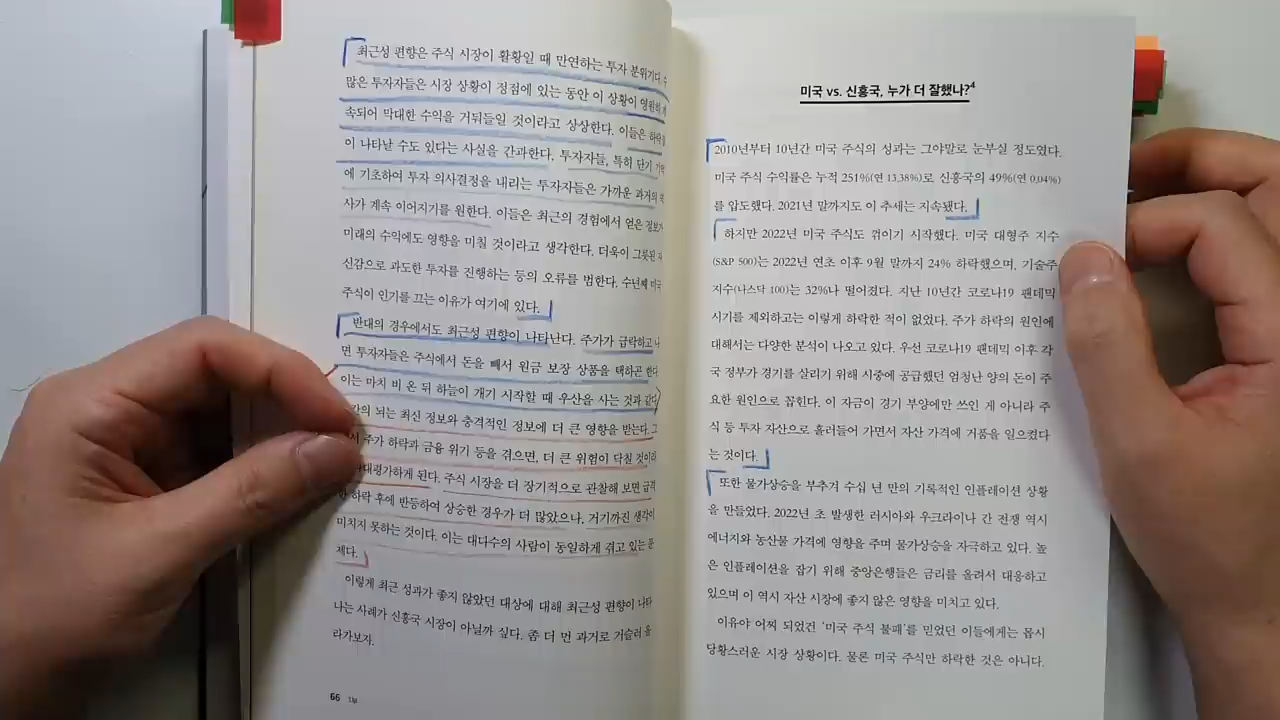 최근성 편향은 주식 시장이 활황일 때 만연하는 투자 분위기다.
많은 투자자들은 시장 상황이 정점에 있는 동안 이 상황이 영원히
속되어 막대한 수익을 거둬들일 것이라고 상상한다. 이들은
이 나타날 수도 있다는 사실을 간과한다. 투자자들, 특히 단기
에 기초하여 투자 의사결정을 내리는 투자자들은 가까운 과거의
사가 계속 이어지기를 원한다. 이들은 최근의 경험에서 얻은 정보가
미래의 수익에도 영향을 미칠 것이라고 생각한다. 더욱이 그릇된
신감으로 과도한 투자를 진행하는 등의 오류를 범한다. 수년째 미국
주식이 인기를 끄는 이유가 여기에 있다.
반대의 경우에서도 최근성 편향이 나타난다. 주가가 급락하고 나
면 투자자들은 주식에서 돈을 빼서 원금 보장 상품을 택하곤 한다
이는 마치 비 온 뒤 하늘이 개기 시작할 때 우산을 사는 것과 같다
간의 뇌는 최신 정보와 충격적인 정보에 더 큰 영향을 받는다. 그
서 주가 하락과 금융 위기 등을 겪으면, 더 큰 위험이 닥칠 것이라
대평가하게 된다. 주식 시장을 더 장기적으로 관찰해 보면 급격
한 하락 후에 반등하여 상승한 경우가 더 많았으나, 거기까진 생각이
미치지 못하는 것이다. 이는 대다수의 사람이 동일하게 겪고 있는 문
제다.
이렇게 최근 성과가 좋지 않았던 대상에 대해 최근성 편향이 나타
나는 사례가 신흥국 시장이 아닐까 싶다. 좀 더 먼 과거로 거슬러 올
라가보자.
66 1부
미국 vs. 신흥국, 누가 더 잘했나?4
2010년부터 10년간 미국 주식의 성과는 그야말로 눈부실 정도였다.
미국 주식 수익률은 누적 251%(연 13.38%)로 신흥국의 49%(연 0.04%)
를 압도했다. 2021년 말까지도 이 추세는 지속됐다.
하지만 2022년 미국 주식도 꺾이기 시작했다. 미국 대형주 지수
(S&P 500)는 2022년 연초 이후 9월 말까지 24% 하락했으며, 기술주
지수(나스닥 100)는 32%나 떨어졌다. 지난 10년간 코로나19 팬데믹
시기를 제외하고는 이렇게 하락한 적이 없었다. 주가 하락의 원인에
대해서는 다양한 분석이 나오고 있다. 우선 코로나19 팬데믹 이후 각
국 정부가 경기를 살리기 위해 시중에 공급했던 엄청난 양의 돈이 주
요한 원인으로 꼽힌다. 이 자금이 경기 부양에만 쓰인 게 아니라 주
식 등 투자 자산으로 흘러들어 가면서 자산 가격에 거품을 일으켰다
는 것이다.
또한 물가상승을 부추겨 수십 년 만의 기록적인 인플레이션 상황
을 만들었다. 2022년 초 발생한 러시아와 우크라이나 간 전쟁 역시
에너지와 농산물 가격에 영향을 주며 물가상승을 자극하고 있다. 높
은 인플레이션을 잡기 위해 중앙은행들은 금리를 올려서 대응하고
있으며 이 역시 자산 시장에 좋지 않은 영향을 미치고 있다.
이유야 어찌 되었건 '미국 주식 불패'를 믿었던 이들에게는 몹시
당황스러운 시장 상황이다. 물론 미국 주식만 하락한 것은 아니다.